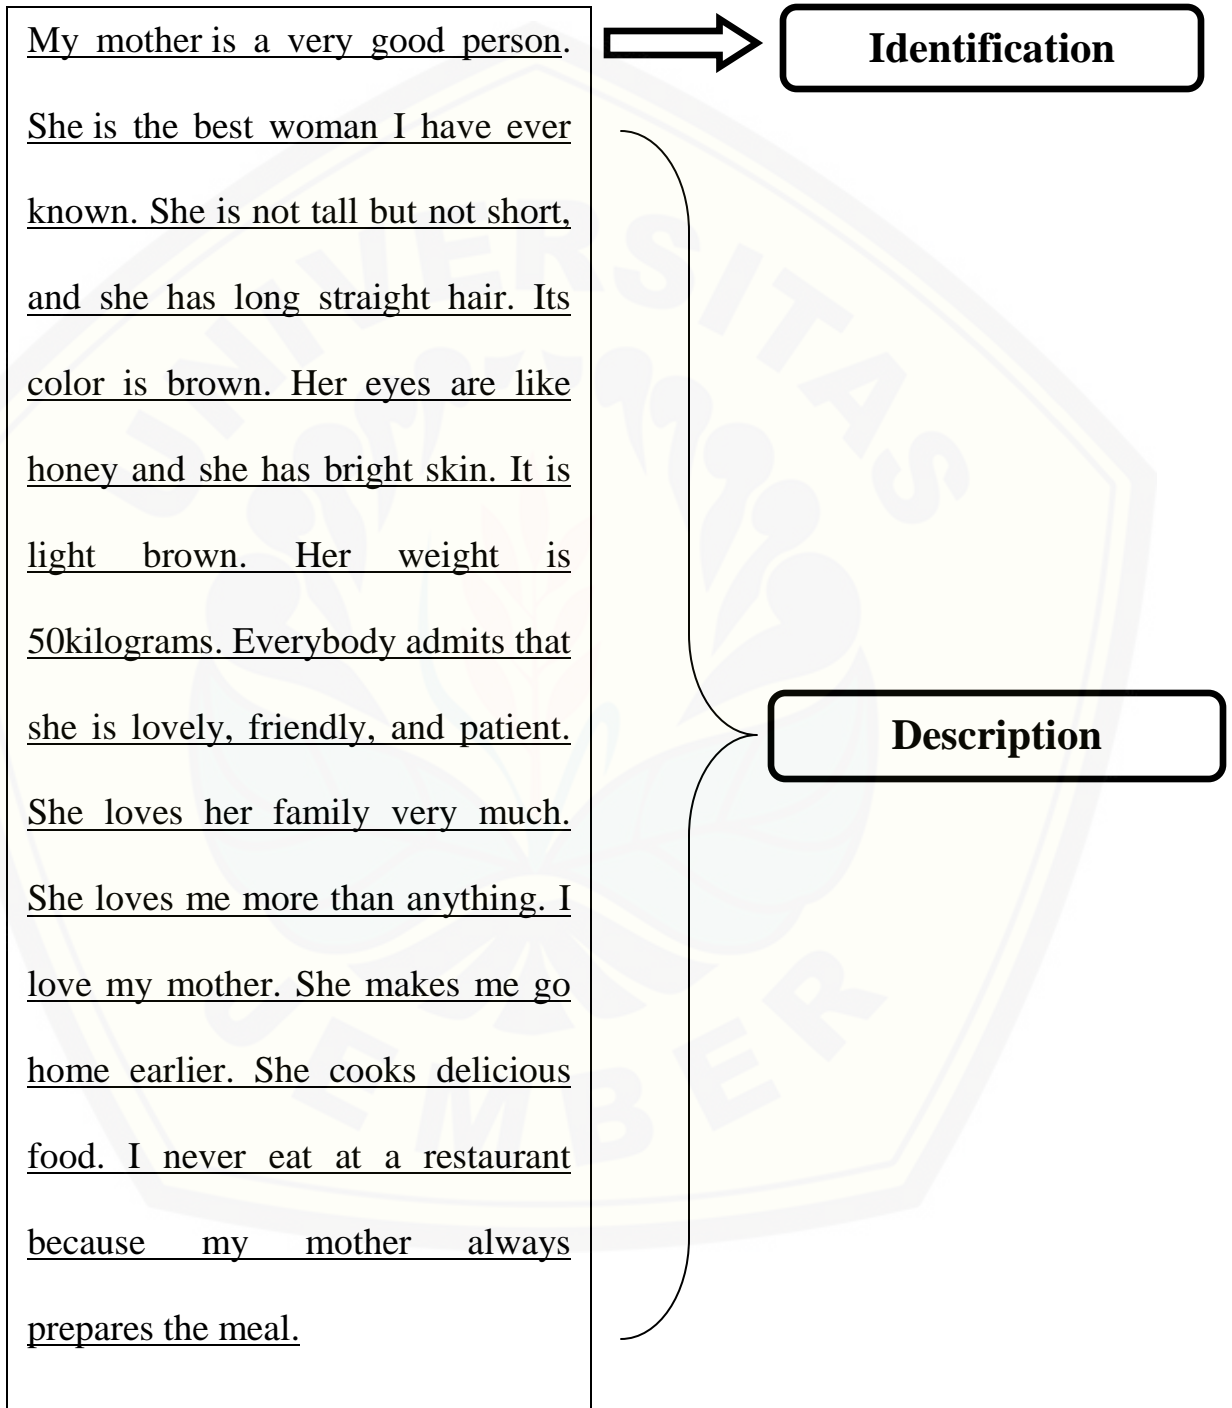 My mother is a very good person.
Identification
She is the best woman I have ever
known. She is not tall but not short,
and she has long straight hair. Its
color is brown. Her eyes are like
honey and she has bright skin. It is
light brown. Her weight is
50kilograms. Everybody admits that
she is lovely, friendly, and patient.
She loves her family very much.
She loves me more than anything. I
love my mother. She makes me go
home earlier. She cooks delicious
food. I never eat at a restaurant
because my mother always
prepares the meal.
Description
UNIVERSITAS
JEMBER